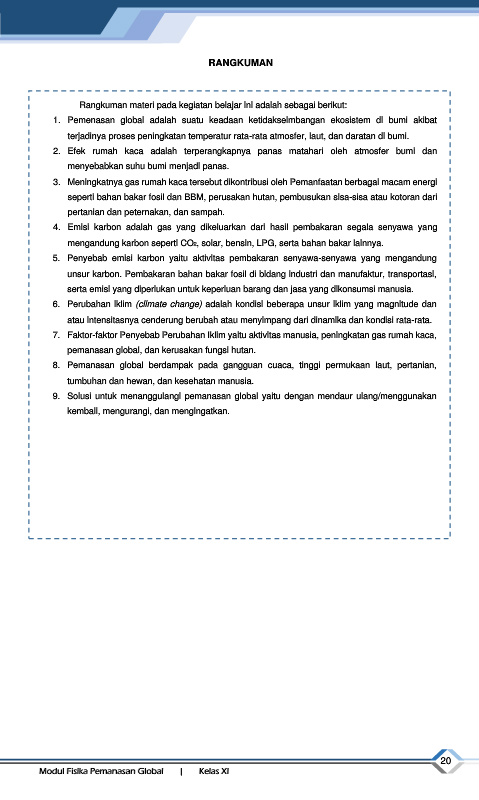 RANGKUMAN
Rangkuman materi pada kegiatan belajar ini adalah sebagai berikut:
1. Pemenasan global adalah suatu keadaan ketidakseimbangan ekosistem di bumi akibat
terjadinya proses peningkatan temperatur rata-rata atmosfer, laut, dan daratan di bumi.
2. Efek rumah kaca adalah terperangkapnya panas matahari oleh atmosfer bumi dan
menyebabkan suhu bumi menjadi panas.
3. Meningkatnya gas rumah kaca tersebut dikontribusi oleh Pemanfaatan berbagai macam energi
seperti bahan bakar fosil dan BBM, perusakan hutan, pembusukan sisa-sisa atau kotoran dari
pertanian dan peternakan, dan sampah.
4. Emisi karbon adalah gas yang dikeluarkan dari hasil pembakaran segala senyawa yang
mengandung karbon seperti CO₂, solar, bensin, LPG, serta bahan bakar lainnya.
5. Penyebab emisi karbon yaitu aktivitas pembakaran senyawa-senyawa yang mengandung
unsur karbon. Pembakaran bahan bakar fosil di bidang industri dan manufaktur, transportasi,
serta emisi yang diperlukan untuk keperluan barang dan jasa yang dikonsumsi manusia.
6. Perubahan iklim (climate change) adalah kondisi beberapa unsur iklim yang magnitude dan
atau intensitasnya cenderung berubah atau menyimpang dari dinamika dan kondisi rata-rata.
7. Faktor-faktor Penyebab Perubahan Iklim yaitu aktivitas manusia, peningkatan gas rumah kaca,
pemanasan global, dan kerusakan fungsi hutan.
8. Pemanasan global berdampak pada gangguan cuaca, tinggi permukaan laut, pertanian,
tumbuhan dan hewan, dan kesehatan manusia.
9. Solusi untuk menanggulangi pemanasan global yaitu dengan mendaur ulang/menggunakan
kembali, mengurangi, dan mengingatkan.
20
Modul Fisika Pemanasan Global | Kelas XI